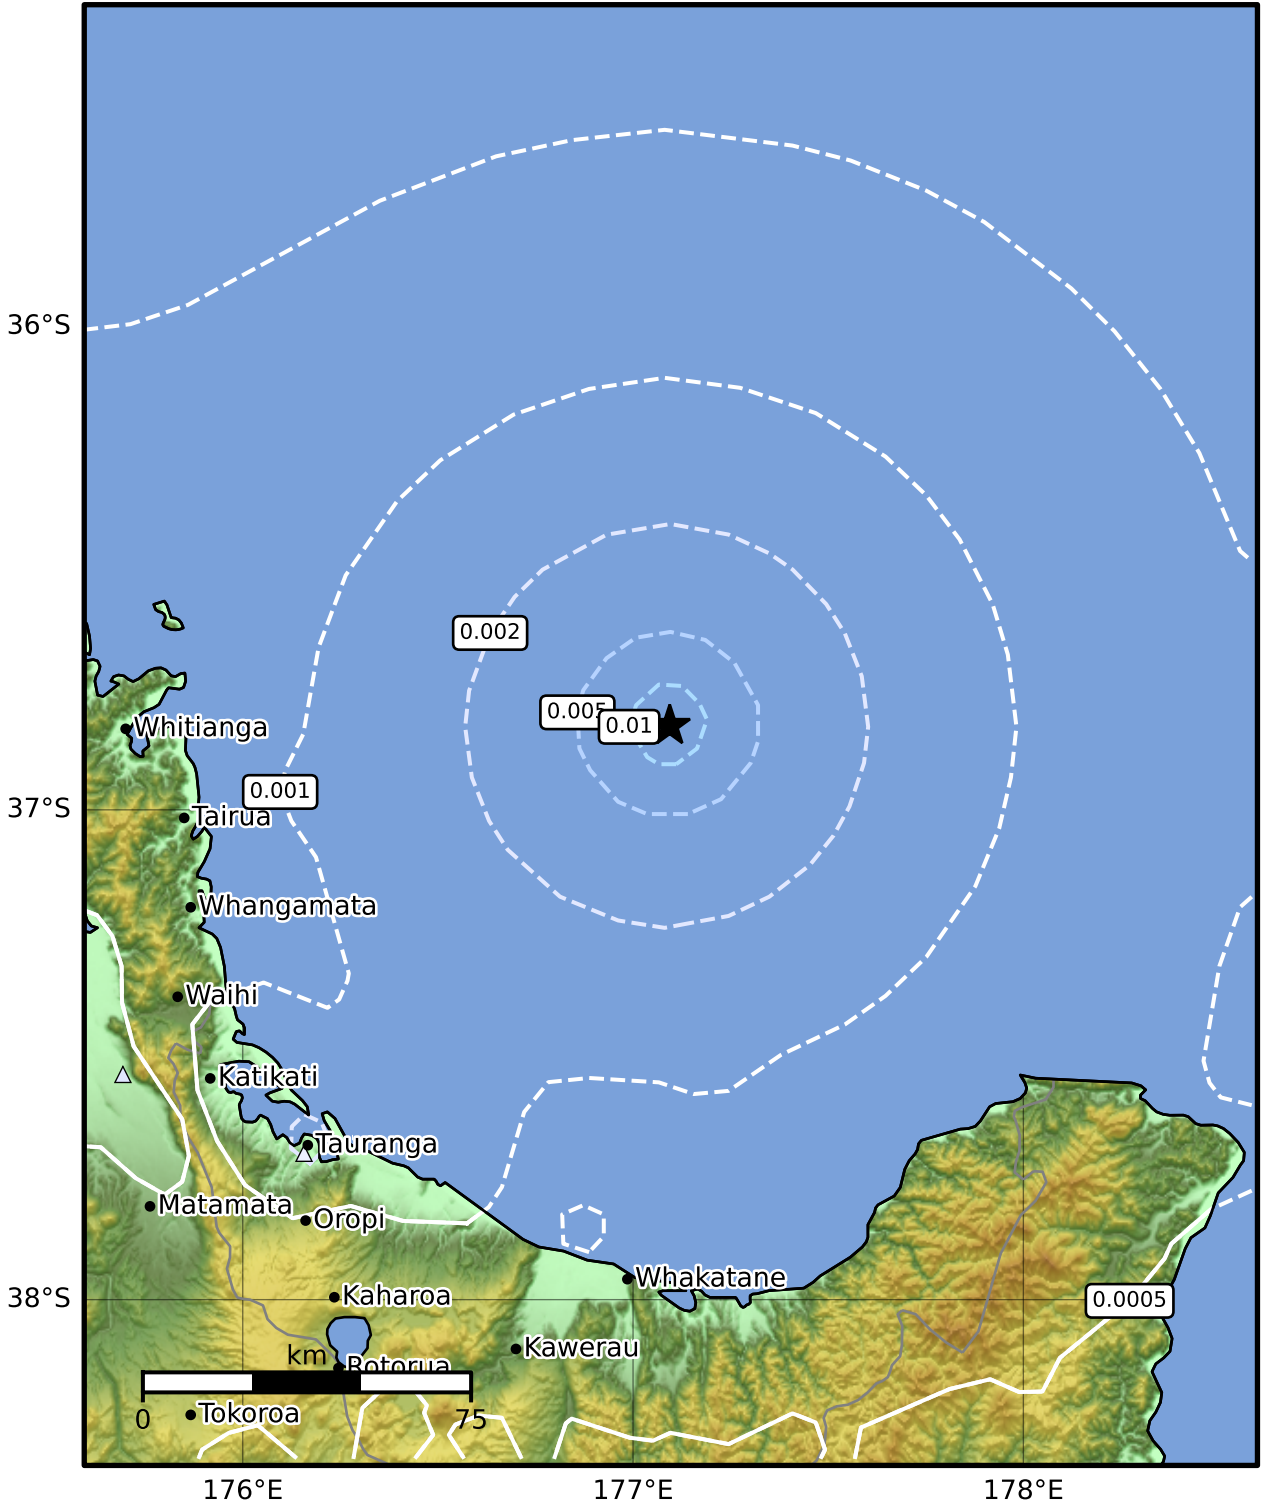 36°S
0.002
0.005
0.01
Whitianga
0.001
37°S
Tairua
Whangamata
Waihi
Katikati
Tauranga
Matamata
Oropi
Whakatane
38°S
Kaharoa
0.0005
Kawerau
km
Rotorua
0
75
Tokoroa
176°E
177°E
178°E